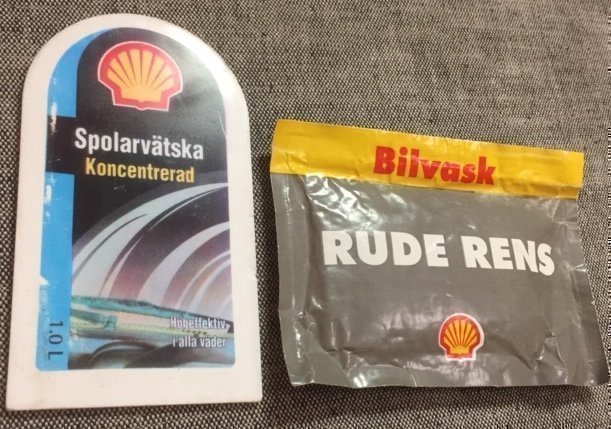 Spolarvätska
Koncentrerad
Högeffektiv
i alla väder
1.0 L
Bilvask
RUDE RENS